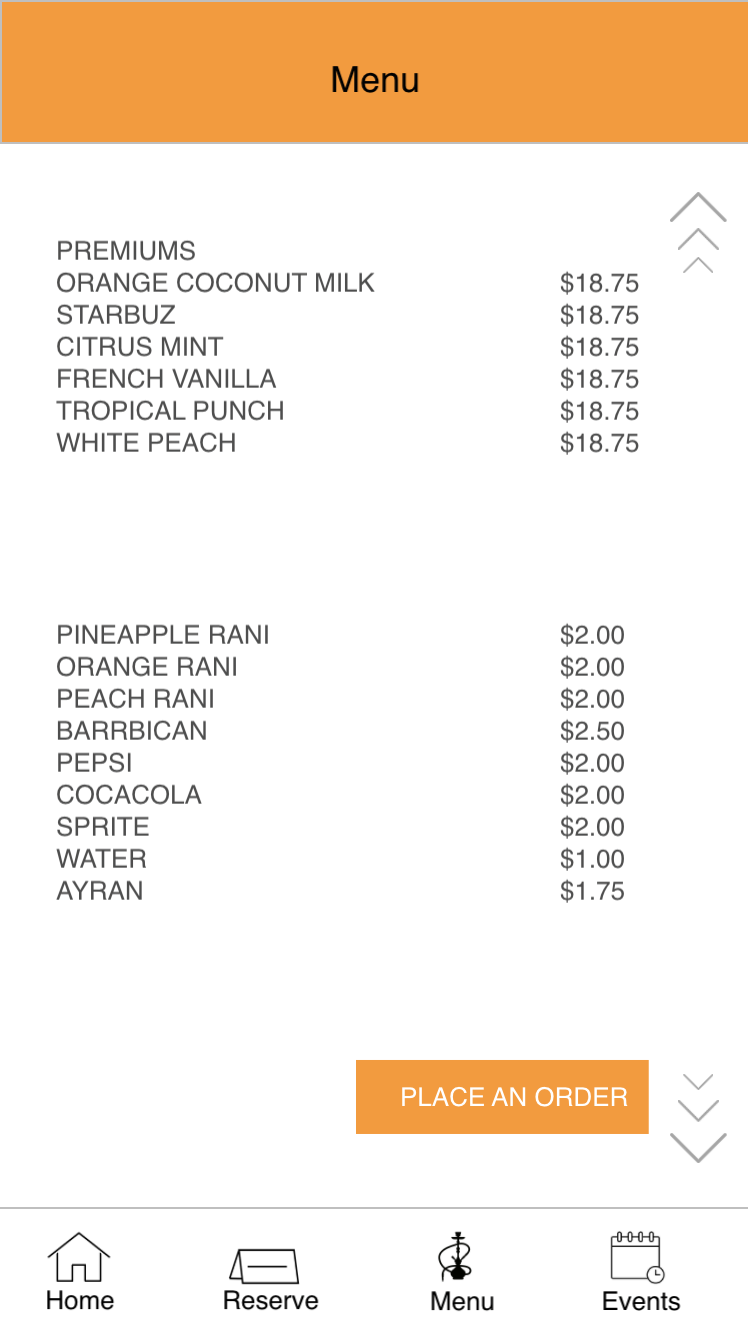 Menu
PREMIUMS
ORANGE COCONUT MILK $18.75
STARBUZ $18.75
CITRUS MINT $18.75
FRENCH VANILLA $18.75
TROPICAL PUNCH $18.75
WHITE PEACH $18.75
PINEAPPLE RANI $2.00
ORANGE RANI $2.00
PEACH RANI $2.00
BARRBICAN $2.50
PEPSI $2.00
COCACOLA $2.00
SPRITE $2.00
WATER $1.00
AYRAN $1.75
PLACE AN ORDER
Home Reserve Menu Events